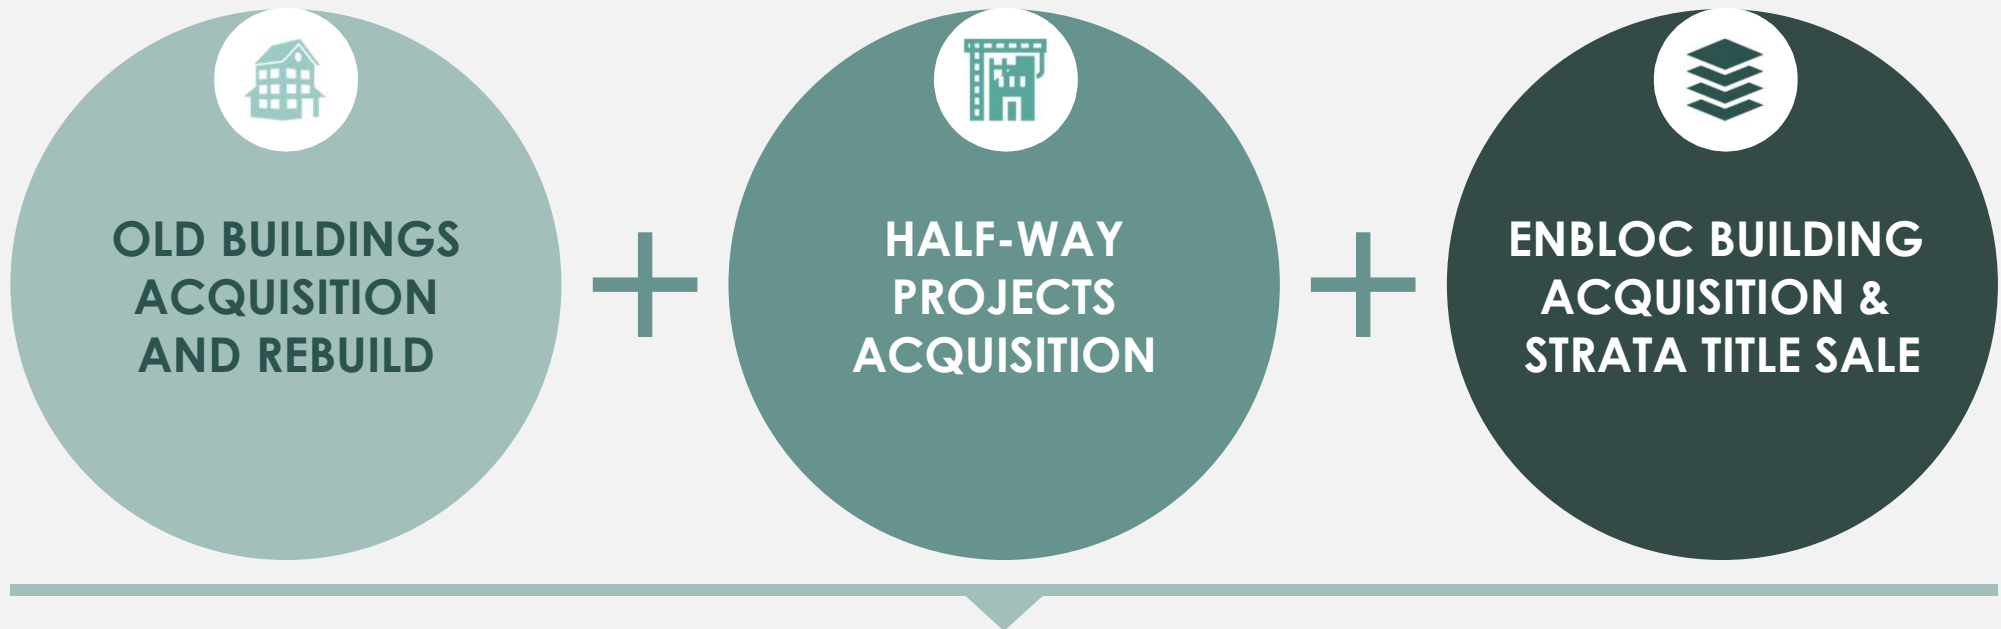 OLD BUILDINGS
ACQUISITION
AND REBUILD
HALF-WAY
PROJECTS
ACQUISITION
ENBLOC BUILDING
ACQUISITION &
STRATA TITLE SALE